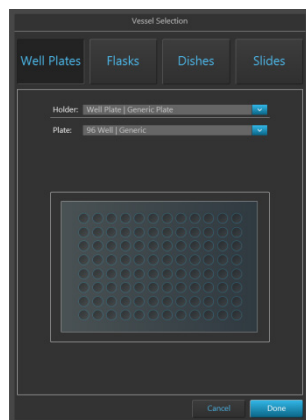 Vessel Selection
Well Plates Flasks Dishes Slides
Holder: Well Plate | Generic Plate
Plate: 96 Well | Generic
Cancel Done